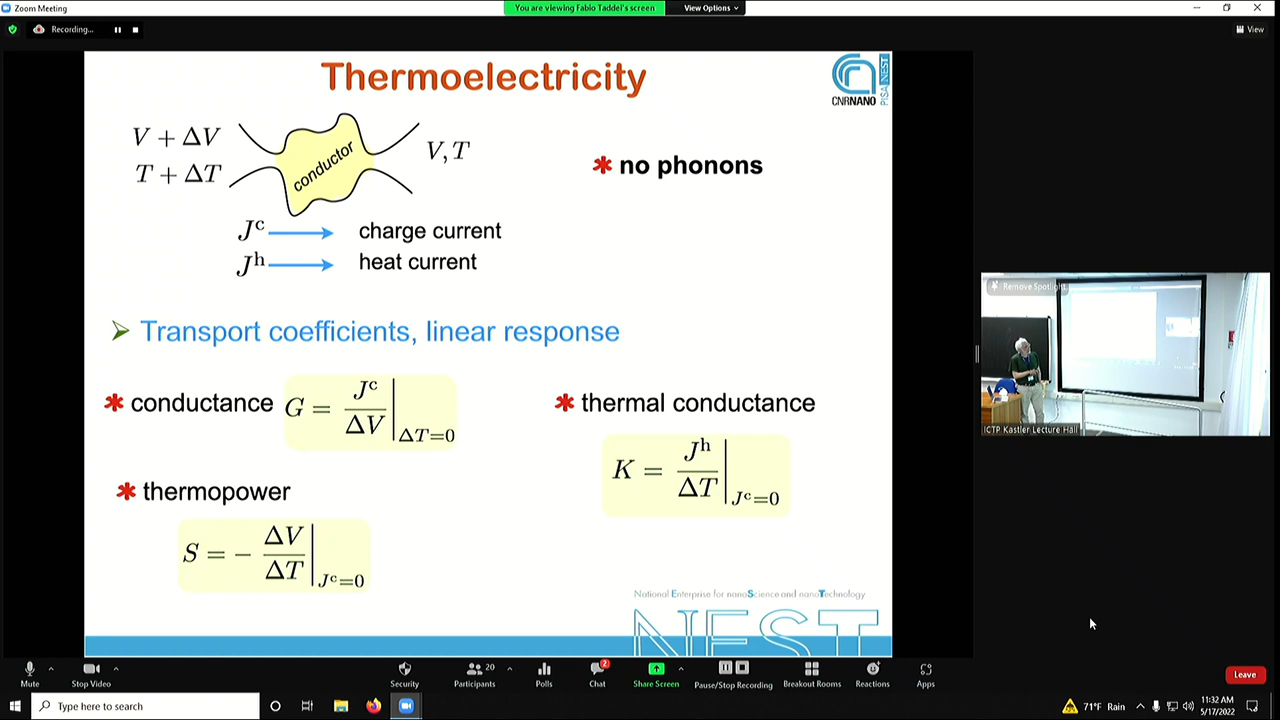 Zoom Meeting
You are viewing Fabio Taddei's screen
View Options
Recording...
View
Thermoelectricity
CNRNANO
PISA NEST
V + ΔV
T + ΔT
conductor
V, T
* no phonons
J^c → charge current
J^h → heat current
➢ Transport coefficients, linear response
* conductance G = J^c/ΔV |ΔT=0
* thermal conductance
K = J^h/ΔT |J^c=0
* thermopower
S = − ΔV/ΔT |J^c=0
National Enterprise for nanoScience and nanoTechnology
NEST
Remove Spotlight
ICTP Kastler Lecture Hall
Mute
Stop Video
Security
20
Participants
Polls
2
Chat
Share Screen
Pause/Stop Recording
Breakout Rooms
Reactions
Apps
Leave
Type here to search
71°F Rain
11:32 AM
5/17/2022